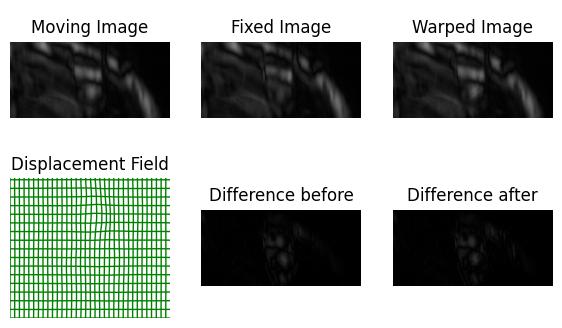 Moving Image
Fixed Image
Warped Image
Displacement Field
Difference before
Difference after